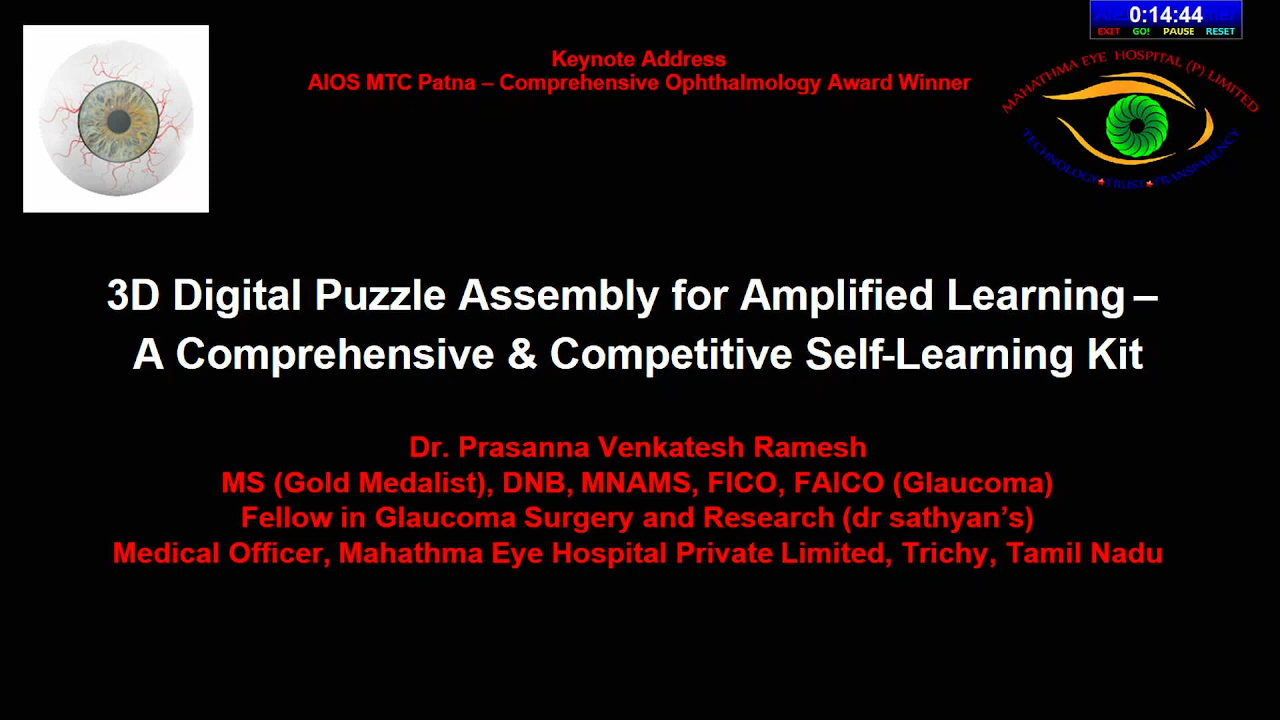 0:14:44
EXIT GO! PAUSE RESET
Keynote Address
AIOS MTC Patna – Comprehensive Ophthalmology Award Winner
MAHATHMA EYE HOSPITAL (P) LIMITED
TECHNOLOGY TRUST TRANSPARENCY
3D Digital Puzzle Assembly for Amplified Learning –
A Comprehensive & Competitive Self-Learning Kit
Dr. Prasanna Venkatesh Ramesh
MS (Gold Medalist), DNB, MNAMS, FICO, FAICO (Glaucoma)
Fellow in Glaucoma Surgery and Research (dr sathyan’s)
Medical Officer, Mahathma Eye Hospital Private Limited, Trichy, Tamil Nadu